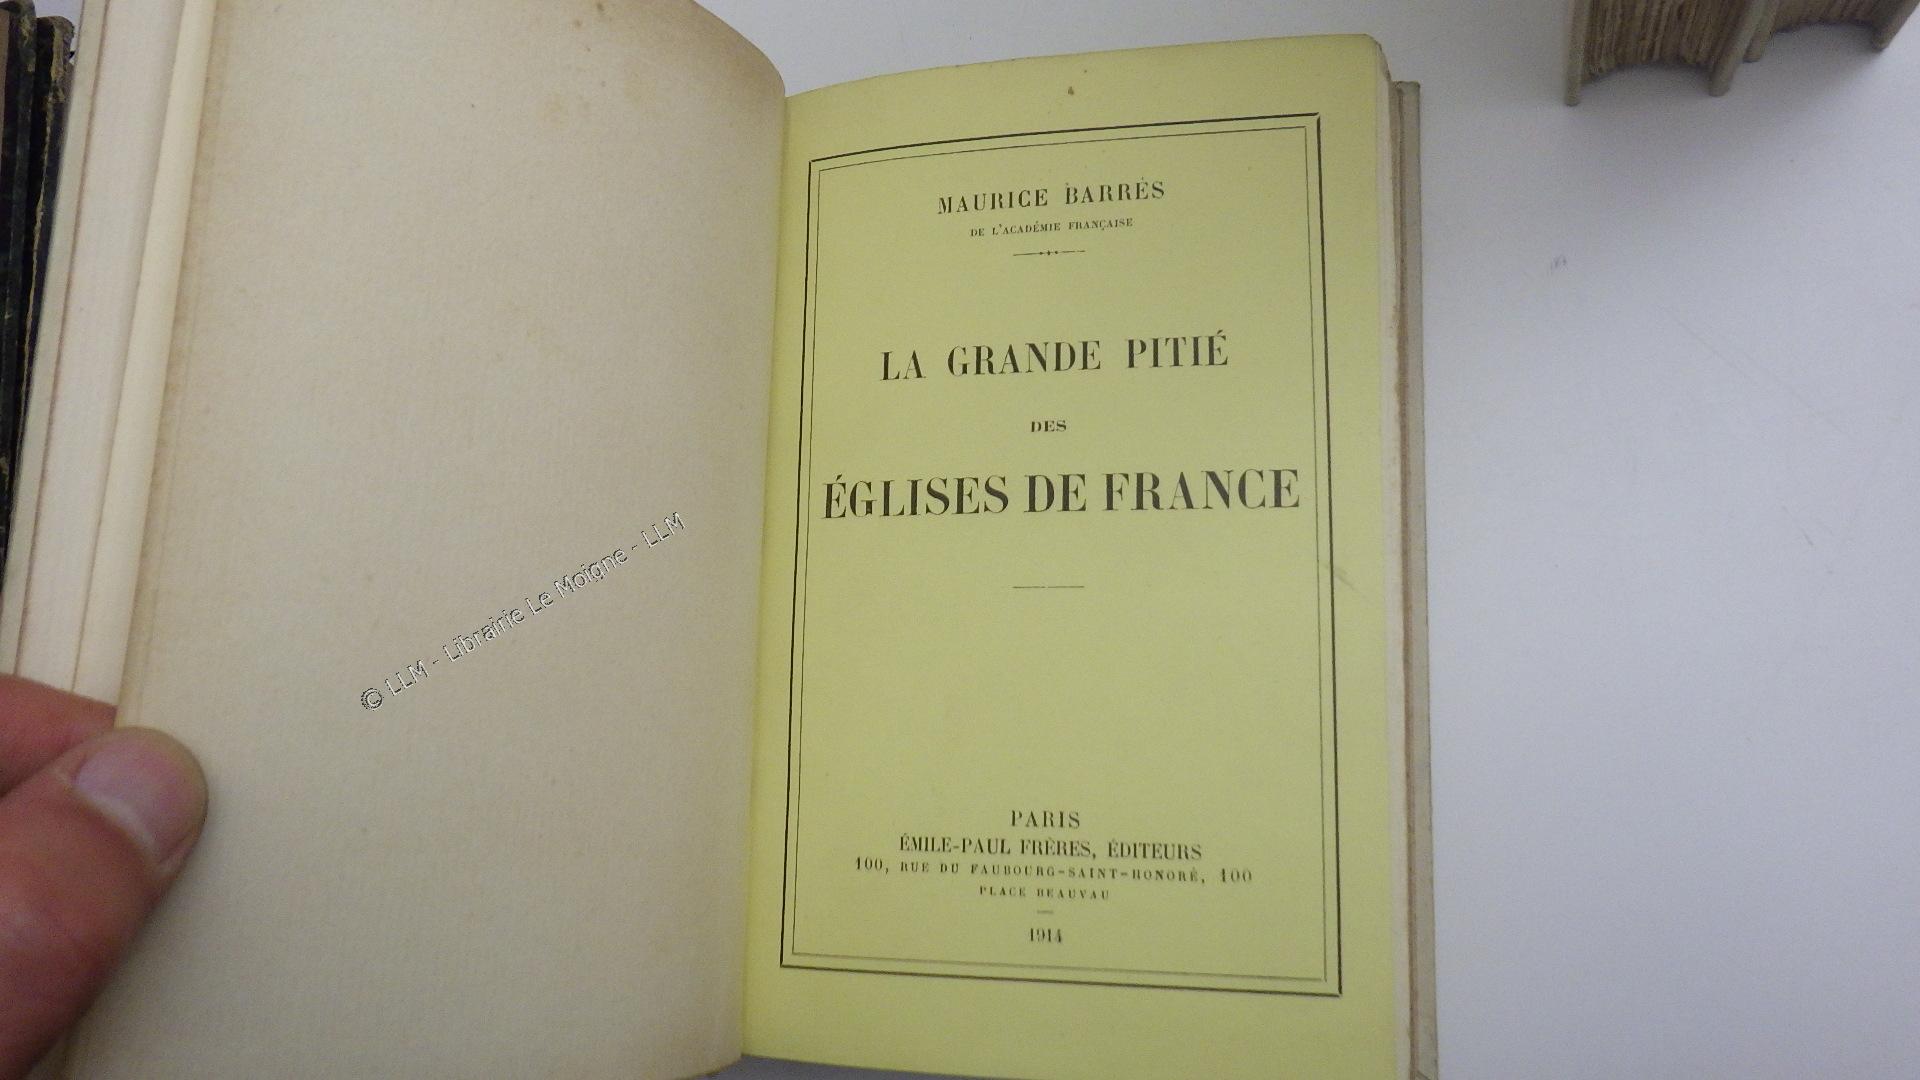 © LLM - Librairie Le Moigne - LLM
MAURICE BARRÈS
DE L'ACADÉMIE FRANÇAISE
LA GRANDE PITIÉ
DES
ÉGLISES DE FRANCE
PARIS
ÉMILE-PAUL FRÈRES, ÉDITEURS
100, RUE DU FAUBOURG-SAINT-HONORÉ, 100
PLACE BEAUVAU
1914